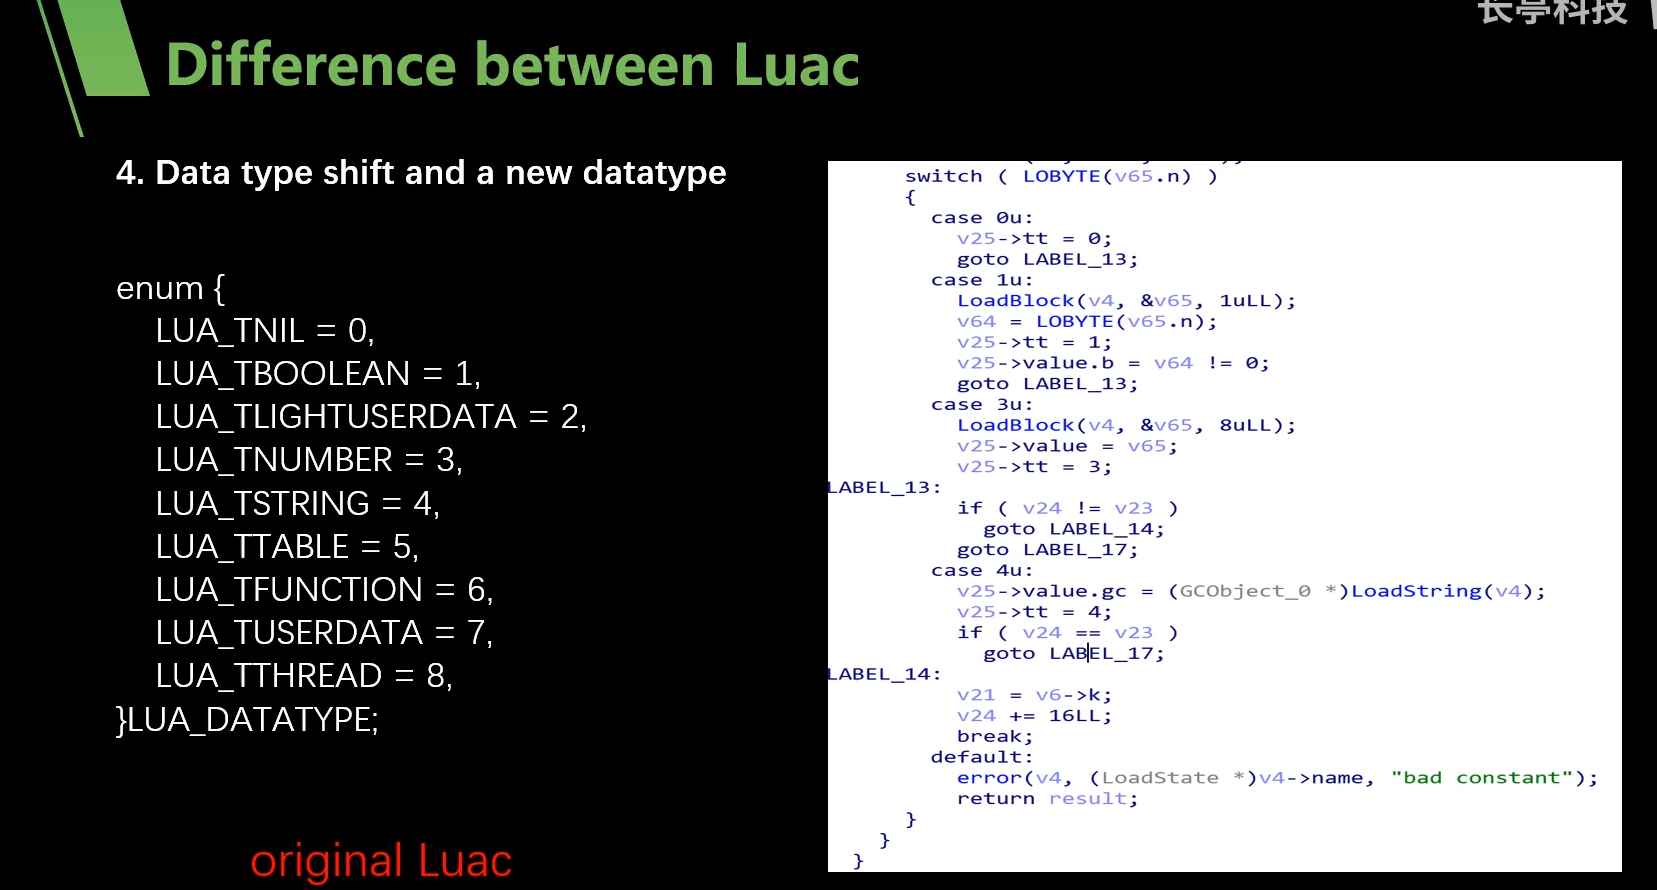 长亭科技
Difference between Luac
4. Data type shift and a new datatype
enum {
LUA_TNIL = 0,
LUA_TBOOLEAN = 1,
LUA_TLIGHTUSERDATA = 2,
LUA_TNUMBER = 3,
LUA_TSTRING = 4,
LUA_TTABLE = 5,
LUA_TFUNCTION = 6,
LUA_TUSERDATA = 7,
LUA_TTHREAD = 8,
}LUA_DATATYPE;
original Luac
switch ( LOBYTE(v65.n) )
{
case 0u:
v25->tt = 0;
goto LABEL_13;
case 1u:
LoadBlock(v4, &v65, 1uLL);
v64 = LOBYTE(v65.n);
v25->tt = 1;
v25->value.b = v64 != 0;
goto LABEL_13;
case 3u:
LoadBlock(v4, &v65, 8uLL);
v25->value = v65;
v25->tt = 3;
LABEL_13:
if ( v24 != v23 )
goto LABEL_14;
goto LABEL_17;
case 4u:
v25->value.gc = (GCObject_0 *)LoadString(v4);
v25->tt = 4;
if ( v24 == v23 )
goto LABEL_17;
LABEL_14:
v21 = v6->k;
v24 += 16LL;
break;
default:
error(v4, (LoadState *)v4->name, "bad constant");
return result;
}
}
}